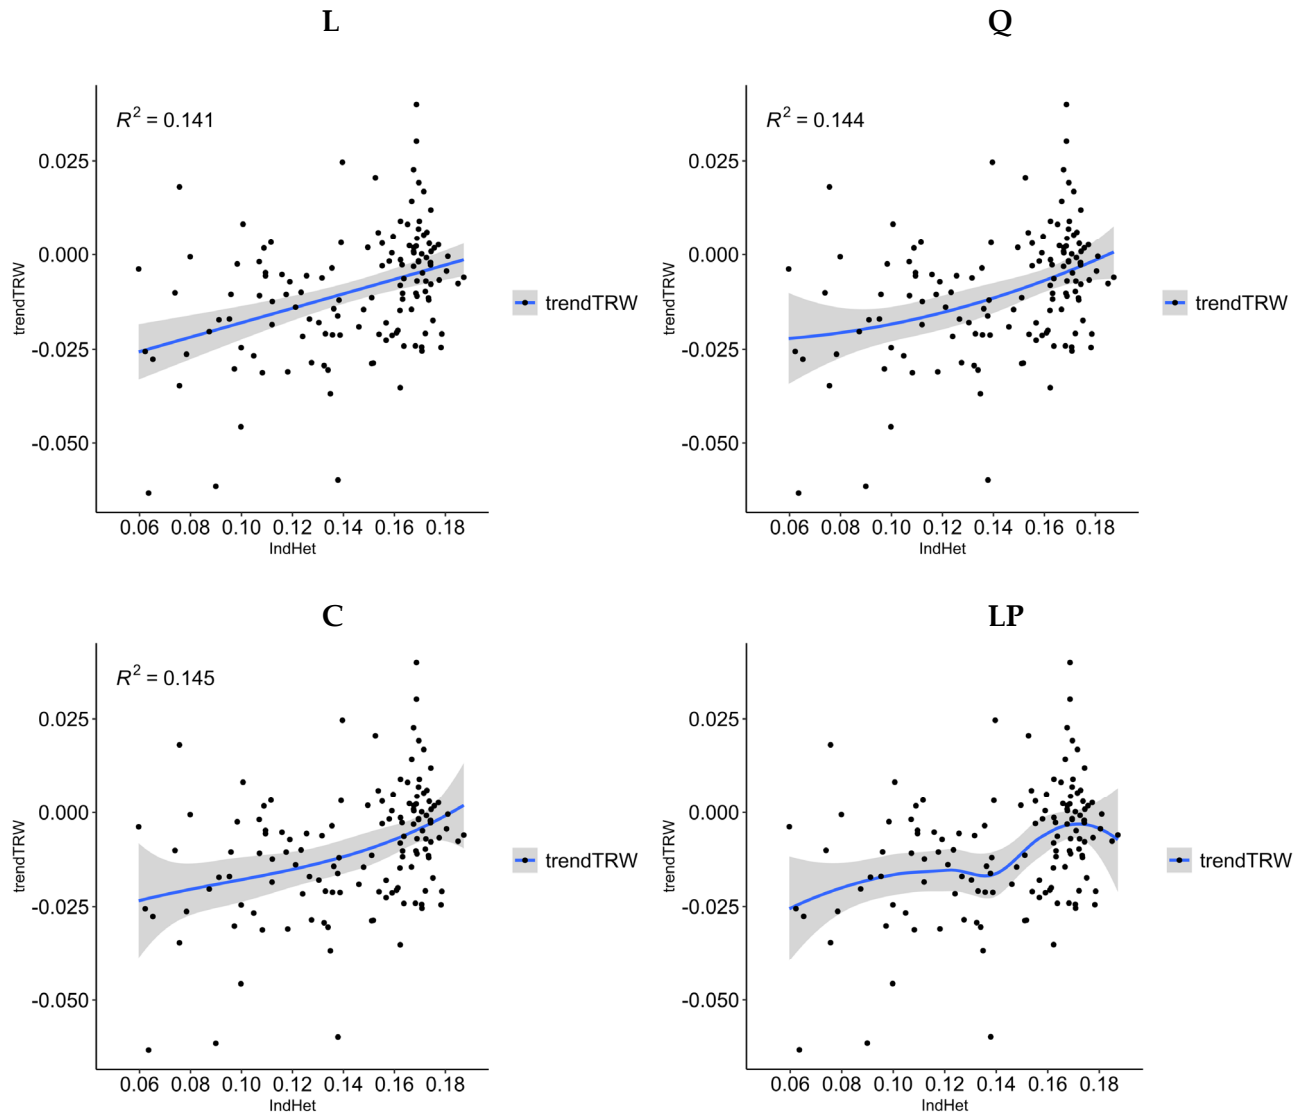 L
R² = 0.141
0.025
0.000
-0.025
-0.050
trendTRW
0.06 0.08 0.10 0.12 0.14 0.16 0.18
IndHet
trendTRW
Q
R² = 0.144
0.025
0.000
-0.025
-0.050
trendTRW
0.06 0.08 0.10 0.12 0.14 0.16 0.18
IndHet
trendTRW
C
R² = 0.145
0.025
0.000
-0.025
-0.050
trendTRW
0.06 0.08 0.10 0.12 0.14 0.16 0.18
IndHet
trendTRW
LP
0.025
0.000
-0.025
-0.050
trendTRW
0.06 0.08 0.10 0.12 0.14 0.16 0.18
IndHet
trendTRW